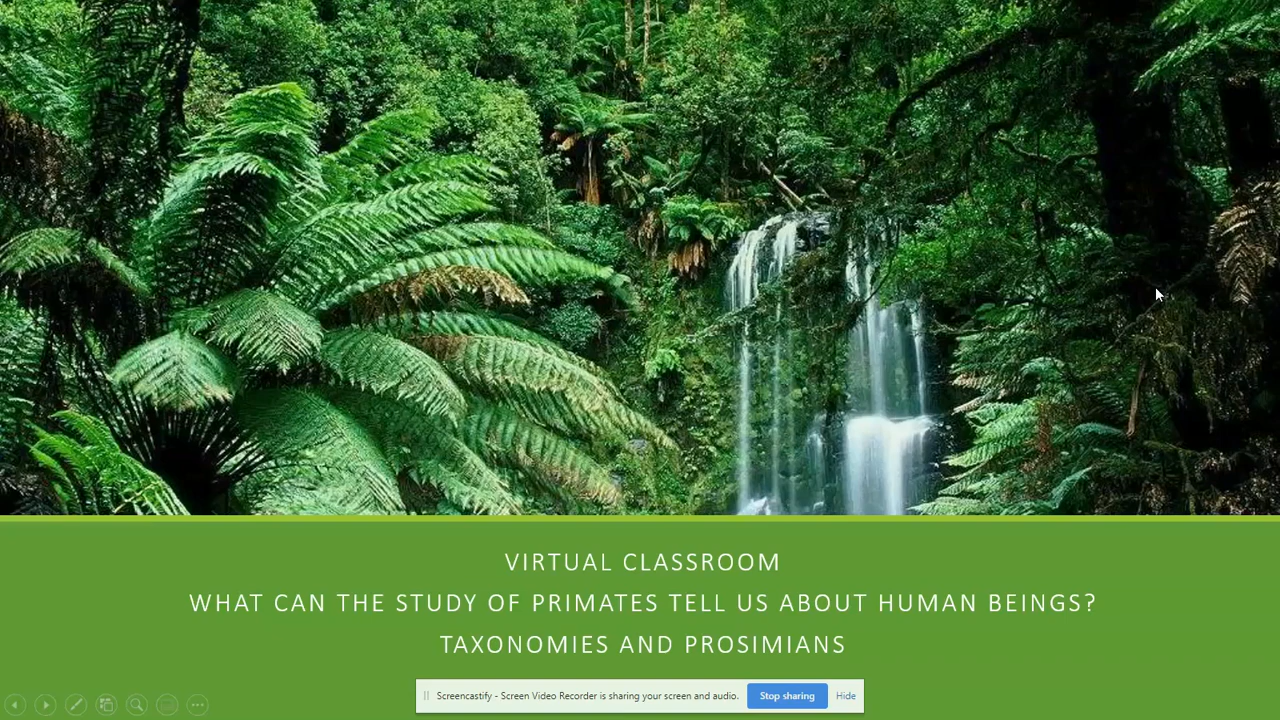 VIRTUAL CLASSROOM
WHAT CAN THE STUDY OF PRIMATES TELL US ABOUT HUMAN BEINGS?
TAXONOMIES AND PROSIMIANS
Screencastify - Screen Video Recorder is sharing your screen and audio. Stop sharing Hide